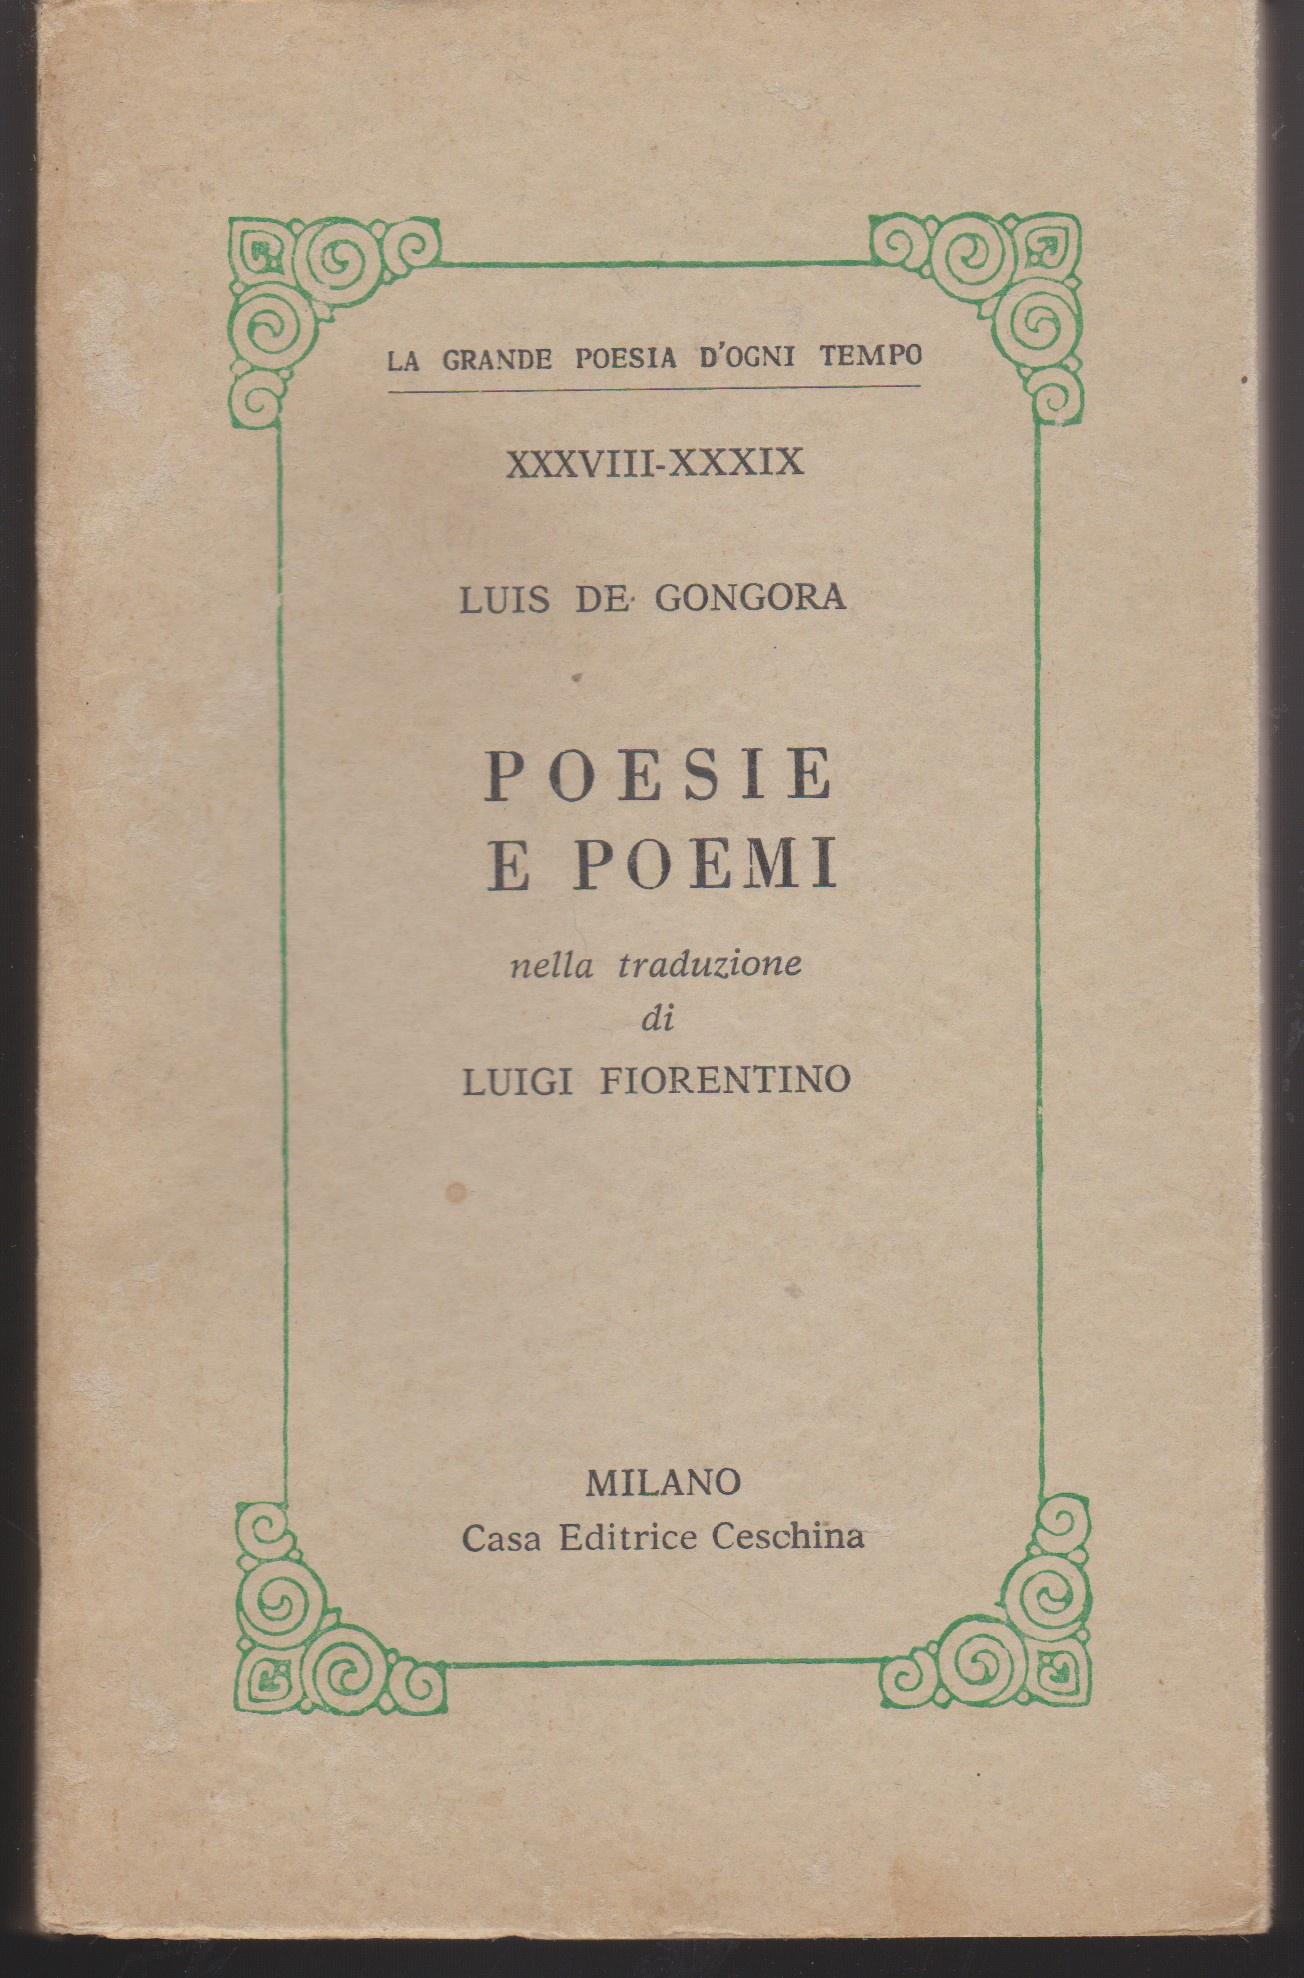 LA GRANDE POESIA D'OGNI TEMPO
XXXVIII-XXXIX
LUIS DE GONGORA
POESIE
E POEMI
nella traduzione
di
LUIGI FIORENTINO
MILANO
Casa Editrice Ceschina